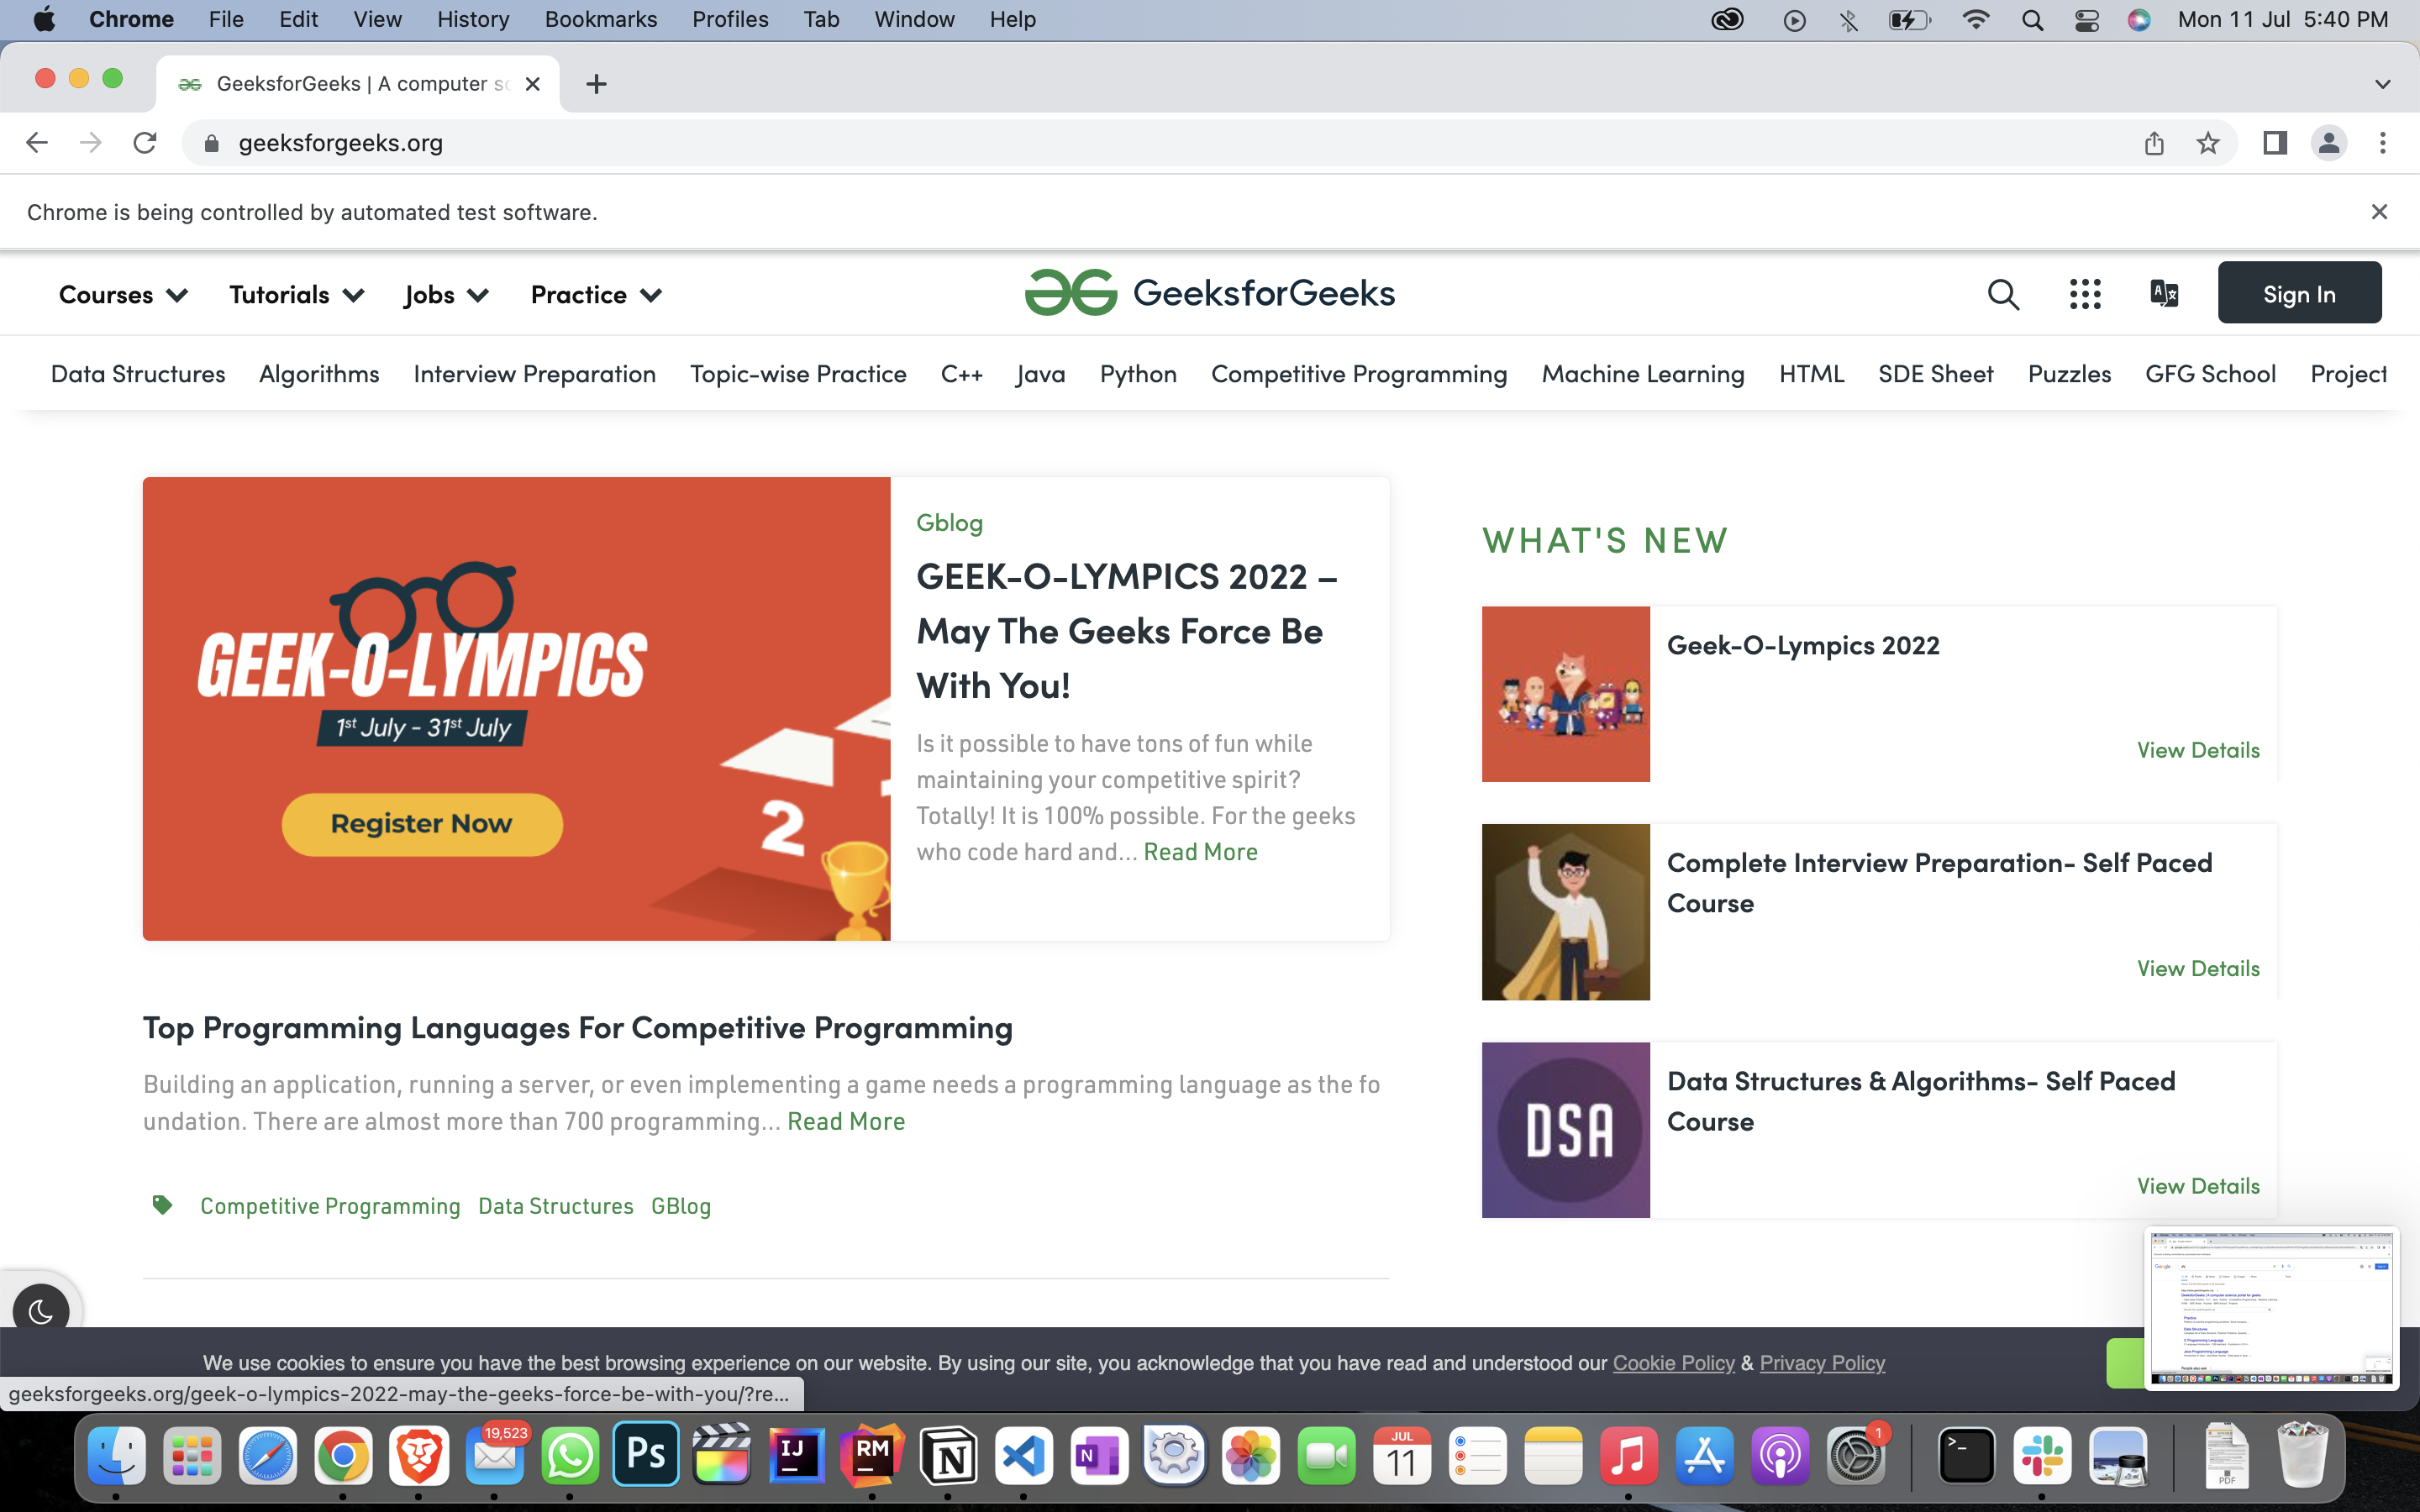 Chrome File Edit View History Bookmarks Profiles Tab Window Help Mon 11 Jul 5:40 PM
GeeksforGeeks | A computer sc
geeksforgeeks.org
Chrome is being controlled by automated test software.
Courses Tutorials Jobs Practice GeeksforGeeks Sign In
Data Structures Algorithms Interview Preparation Topic-wise Practice C++ Java Python Competitive Programming Machine Learning HTML SDE Sheet Puzzles GFG School Project
GEEK-O-LYMPICS
1st July - 31st July
Register Now
2
Gblog
GEEK-O-LYMPICS 2022 –
May The Geeks Force Be
With You!
Is it possible to have tons of fun while
maintaining your competitive spirit?
Totally! It is 100% possible. For the geeks
who code hard and... Read More
WHAT'S NEW
Geek-O-Lympics 2022
View Details
Complete Interview Preparation- Self Paced
Course
View Details
DSA
Data Structures & Algorithms- Self Paced
Course
View Details
Top Programming Languages For Competitive Programming
Building an application, running a server, or even implementing a game needs a programming language as the fo
undation. There are almost more than 700 programming... Read More
Competitive Programming Data Structures GBlog
We use cookies to ensure you have the best browsing experience on our website. By using our site, you acknowledge that you have read and understood our Cookie Policy & Privacy Policy
geeksforgeeks.org/geek-o-lympics-2022-may-the-geeks-force-be-with-you/?re...
19,523
Ps
IJ
RM
N
JUL
11
1
PDF